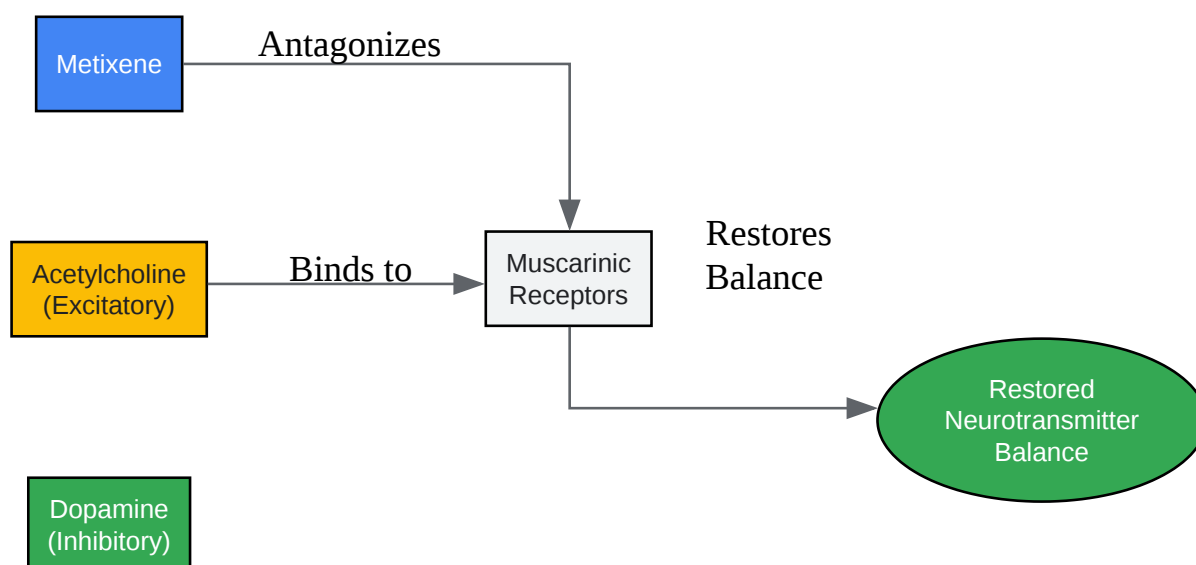 Metixene
Antagonizes
Acetylcholine
(Excitatory)
Binds to
Muscarinic
Receptors
Restores
Balance
Restored
Neurotransmitter
Balance
Dopamine
(Inhibitory)